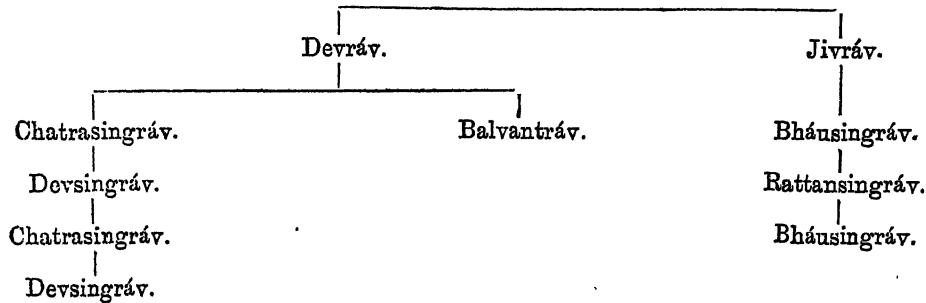 Devráv. Jivráv.
Chatrasingráv. Balvantráv. Bháusingráv.
Devsingráv. Rattansingráv.
Chatrasingráv. Bháusingráv.
Devsingráv.